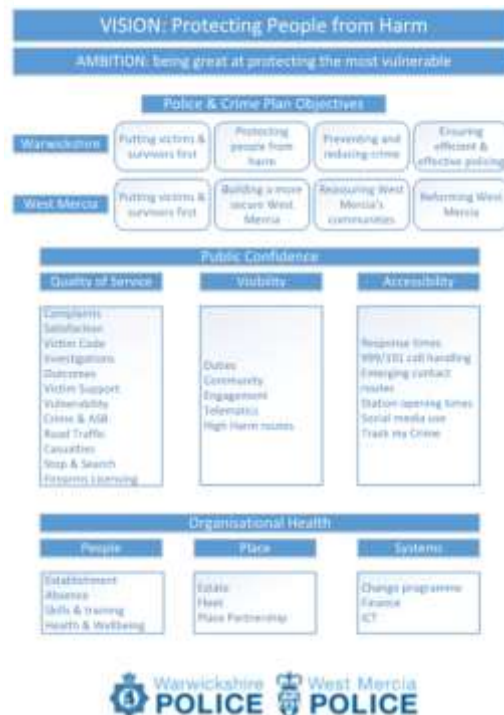 VISION: Protecting People from Harm
AMBITION: being great at protecting the most vulnerable
Police & Crime Plan Objectives
Warwickshire
Putting victims &
survivors first
Protecting
people from
harm
Preventing and
reducing crime
Ensuring
efficient &
effective policing
West Mercia
Putting victims &
survivors first
Building a more
secure West
Mercia
Reassuring West
Mercia's
communities
Reforming West
Mercia
Public Confidence
Quality of Service
Complaints
Satisfaction
Victim Code
Investigations
Outcomes
Victim Support
Vulnerability
Crime & ASB
Road Traffic
Casualties
Stop & Search
Firearms Licensing
Visibility
Duties
Community
Engagement
Telematics
High Harm routes
Accessibility
Response times
999/101 call handling
Emerging contact
routes
Station opening times
Social media use
Track my Crime
Organisational Health
People
Establishment
Absence
Skills & training
Health & Wellbeing
Place
Estate
Fleet
Place Partnership
Systems
Change programme
Finance
ICT
Warwickshire
POLICE
West Mercia
POLICE